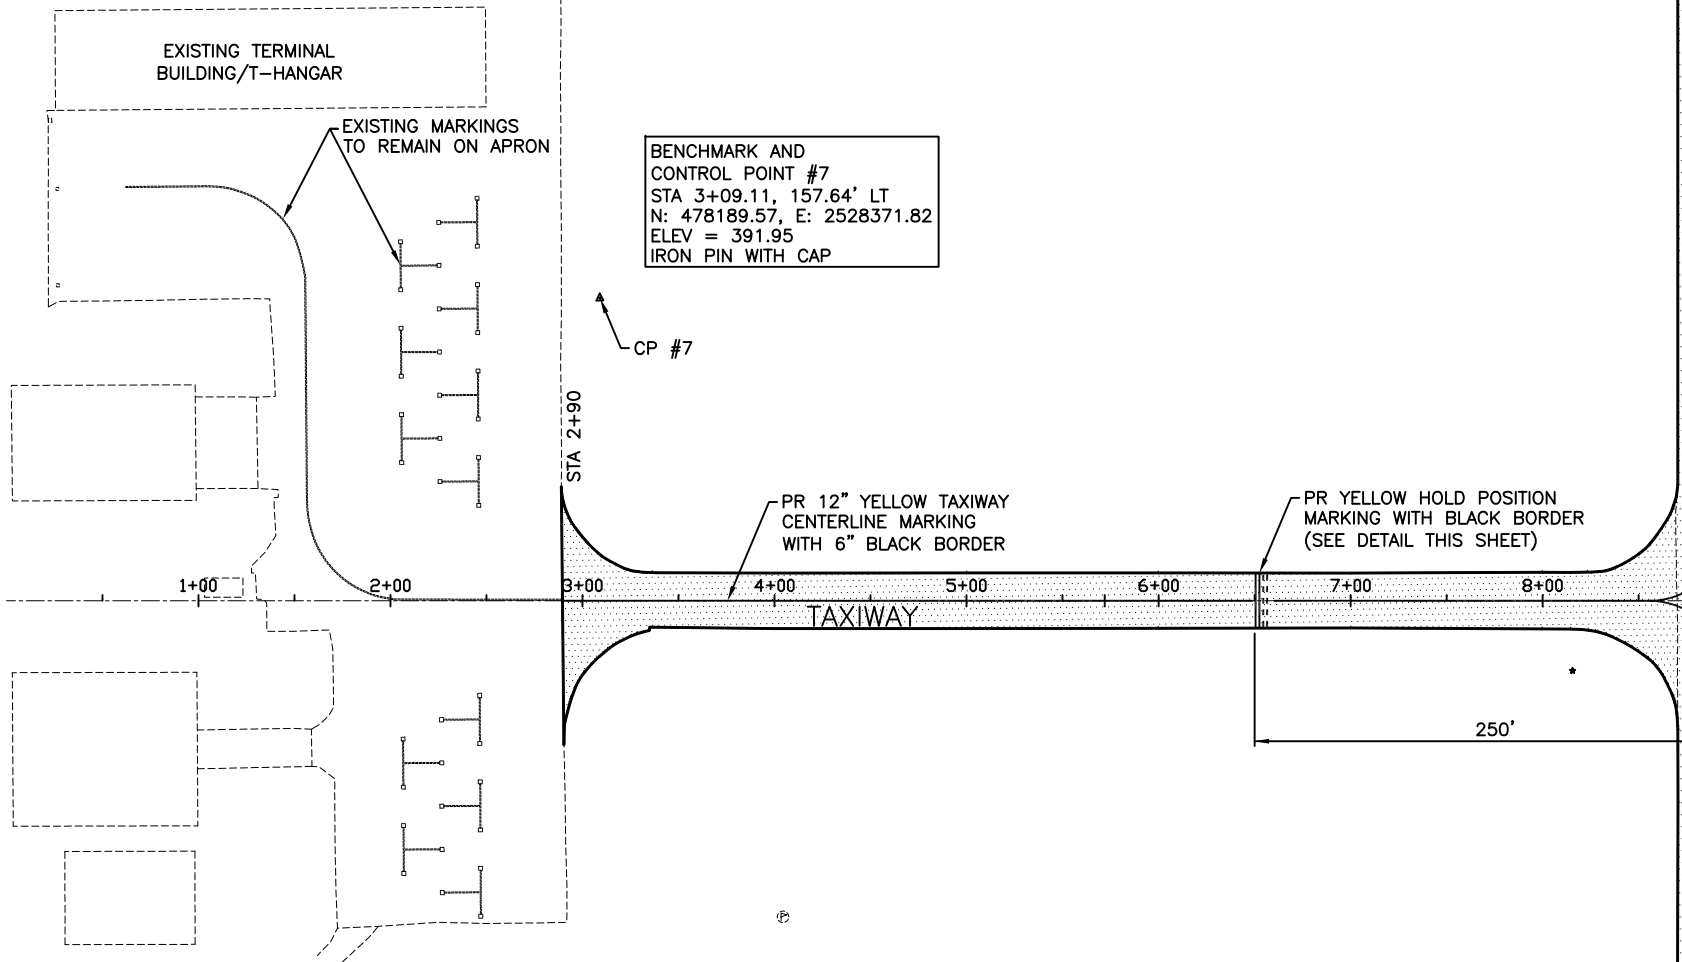 EXISTING TERMINAL
BUILDING/T-HANGAR
EXISTING MARKINGS
TO REMAIN ON APRON
BENCHMARK AND
CONTROL POINT #7
STA 3+09.11, 157.64' LT
N: 478189.57, E: 2528371.82
ELEV = 391.95
IRON PIN WITH CAP
CP #7
STA 2+90
PR 12" YELLOW TAXIWAY
CENTERLINE MARKING
WITH 6" BLACK BORDER
PR YELLOW HOLD POSITION
MARKING WITH BLACK BORDER
(SEE DETAIL THIS SHEET)
1+00 2+00 3+00 4+00 5+00 6+00 7+00 8+00
TAXIWAY
250'
P